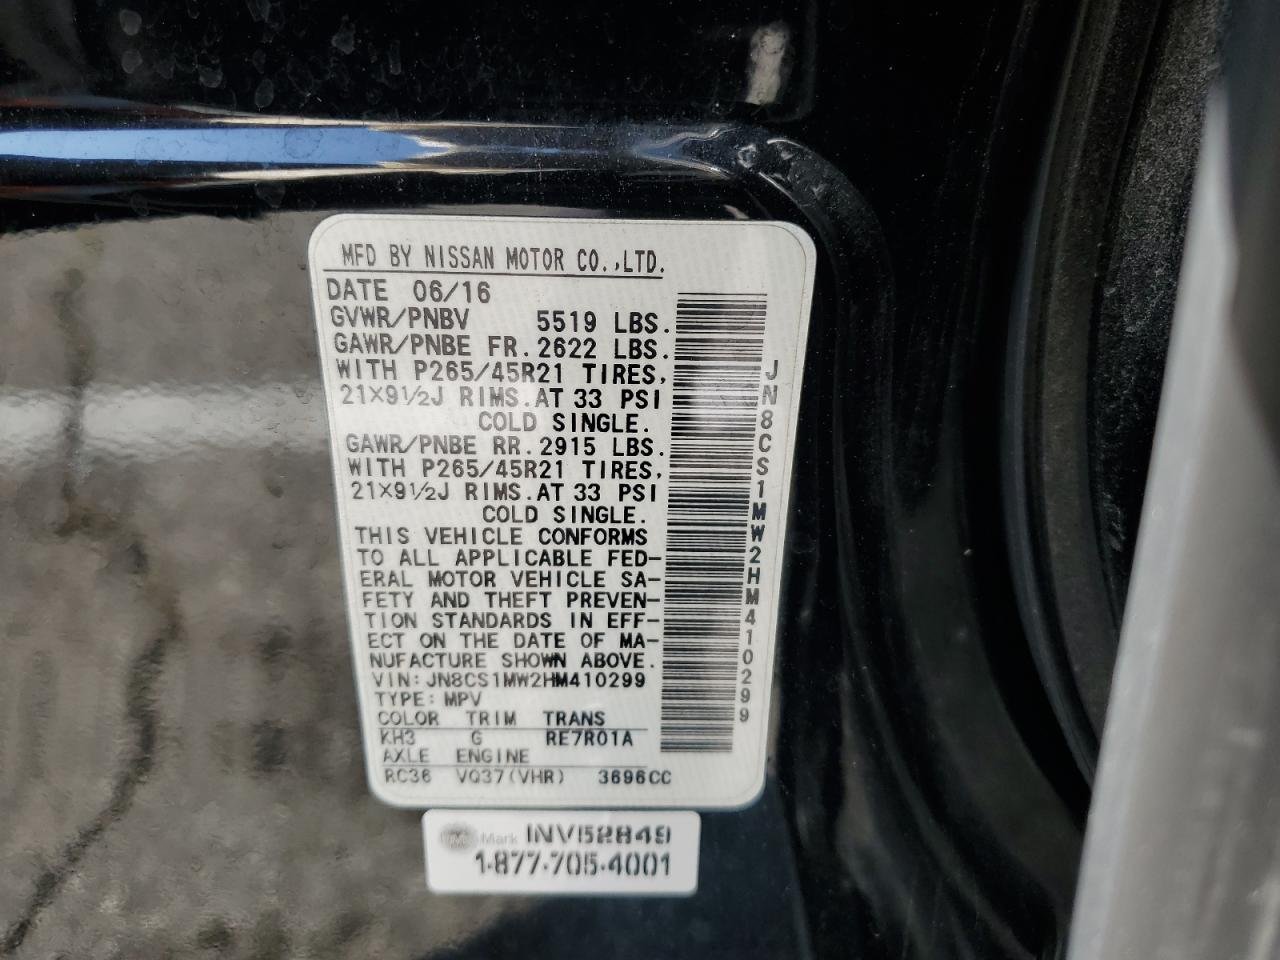 MFD BY NISSAN MOTOR CO.,LTD.
DATE 06/16
GVWR/PNBV 5519 LBS.
GAWR/PNBE FR. 2622 LBS.
WITH P265/45R21 TIRES,
21X9½J RIMS. AT 33 PSI
COLD SINGLE.
GAWR/PNBE RR. 2915 LBS.
WITH P265/45R21 TIRES,
21X9½J RIMS. AT 33 PSI
COLD SINGLE.
THIS VEHICLE CONFORMS
TO ALL APPLICABLE FED-
ERAL MOTOR VEHICLE SA-
FETY AND THEFT PREVEN-
TION STANDARDS IN EFF-
ECT ON THE DATE OF MA-
NUFACTURE SHOWN ABOVE.
VIN: JN8CS1MW2HM410299
TYPE: MPV
COLOR TRIM TRANS
KH3 G RE7R01A
AXLE ENGINE
RC36 VQ37(VHR) 3696CC
JN8CS1MW2HM410299
Mark INV52849
1-877-705-4001